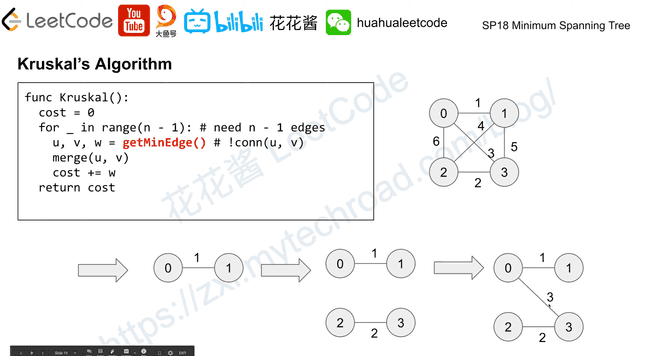 LeetCode
You
Tube
大鱼号
bilibili
花花酱
huahualeetcode
SP18 Minimum Spanning Tree
Kruskal's Algorithm
func Kruskal():
cost = 0
for _ in range(n - 1): # need n - 1 edges
u, v, w = getMinEdge() # !conn(u, v)
merge(u, v)
cost += w
return cost
0 1 1
6 4 3 5
2 2 3
0 1 1
0 1 1
2 2 3
0 1 1
3
2 2 3
花花酱 LeetCode
https://zxi.mytechroad.com/blog/